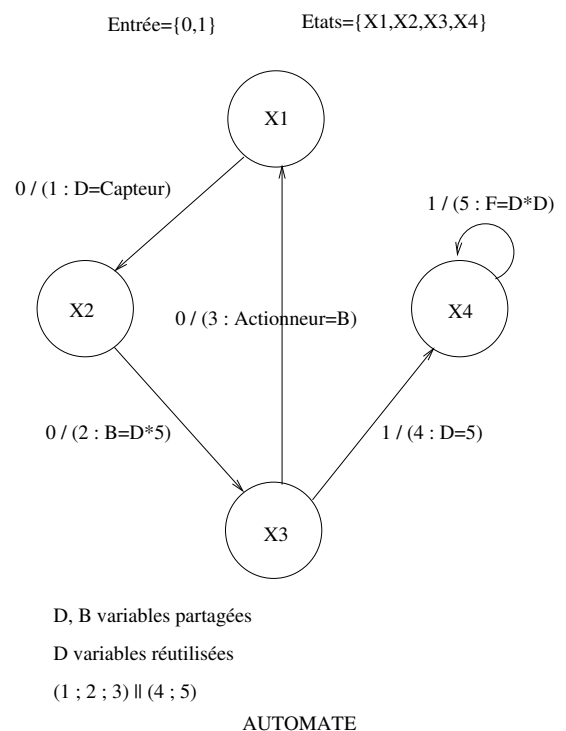 Entrée={0,1}
Etats={X1,X2,X3,X4}
X1
0 / (1 : D=Capteur)
1 / (5 : F=D*D)
X2
0 / (3 : Actionneur=B)
X4
0 / (2 : B=D*5)
1 / (4 : D=5)
X3
D, B variables partagées
D variables réutilisées
(1 ; 2 ; 3) || (4 ; 5)
AUTOMATE